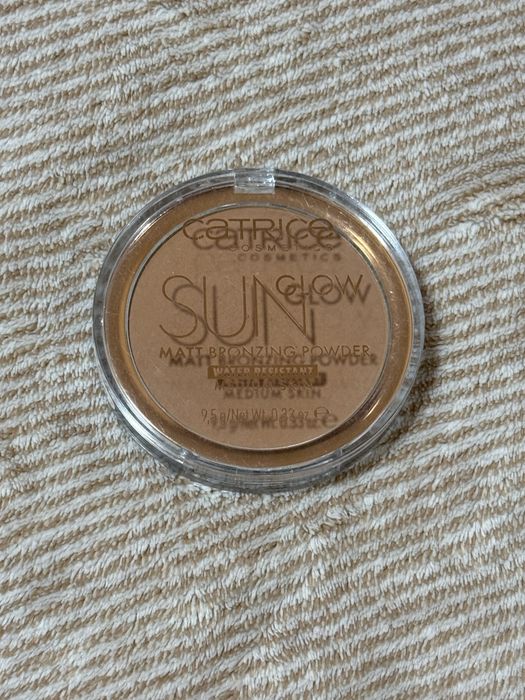 CATRICE
COSMETICS
SUN GLOW
MATT BRONZING POWDER
WATER RESISTANT
MEDIUM SKIN
9.5 g/Net Wt. 0.33 oz. ℮